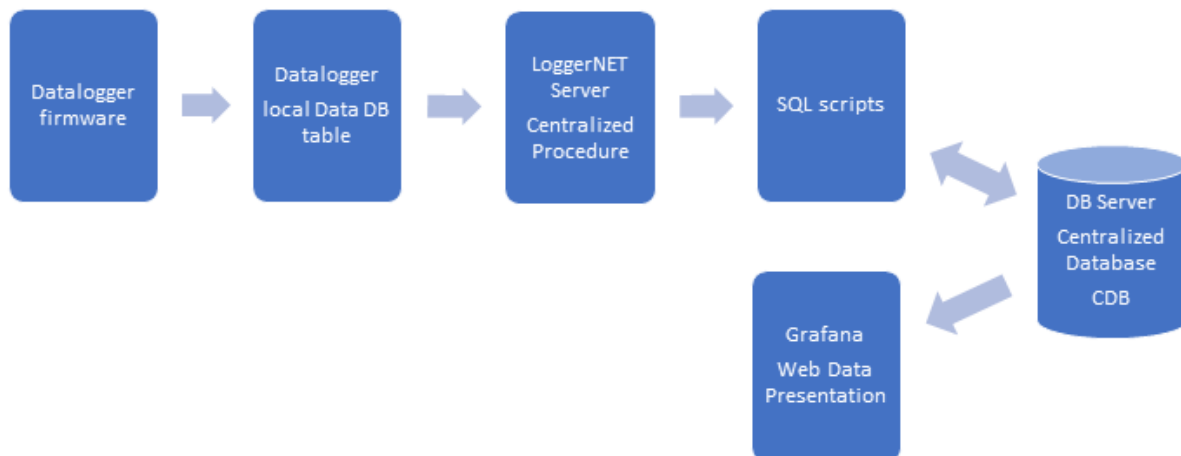 Datalogger
firmware
Datalogger
local Data DB
table
LoggerNET
Server
Centralized
Procedure
SQL scripts
DB Server
Centralized
Database
CDB
Grafana
Web Data
Presentation